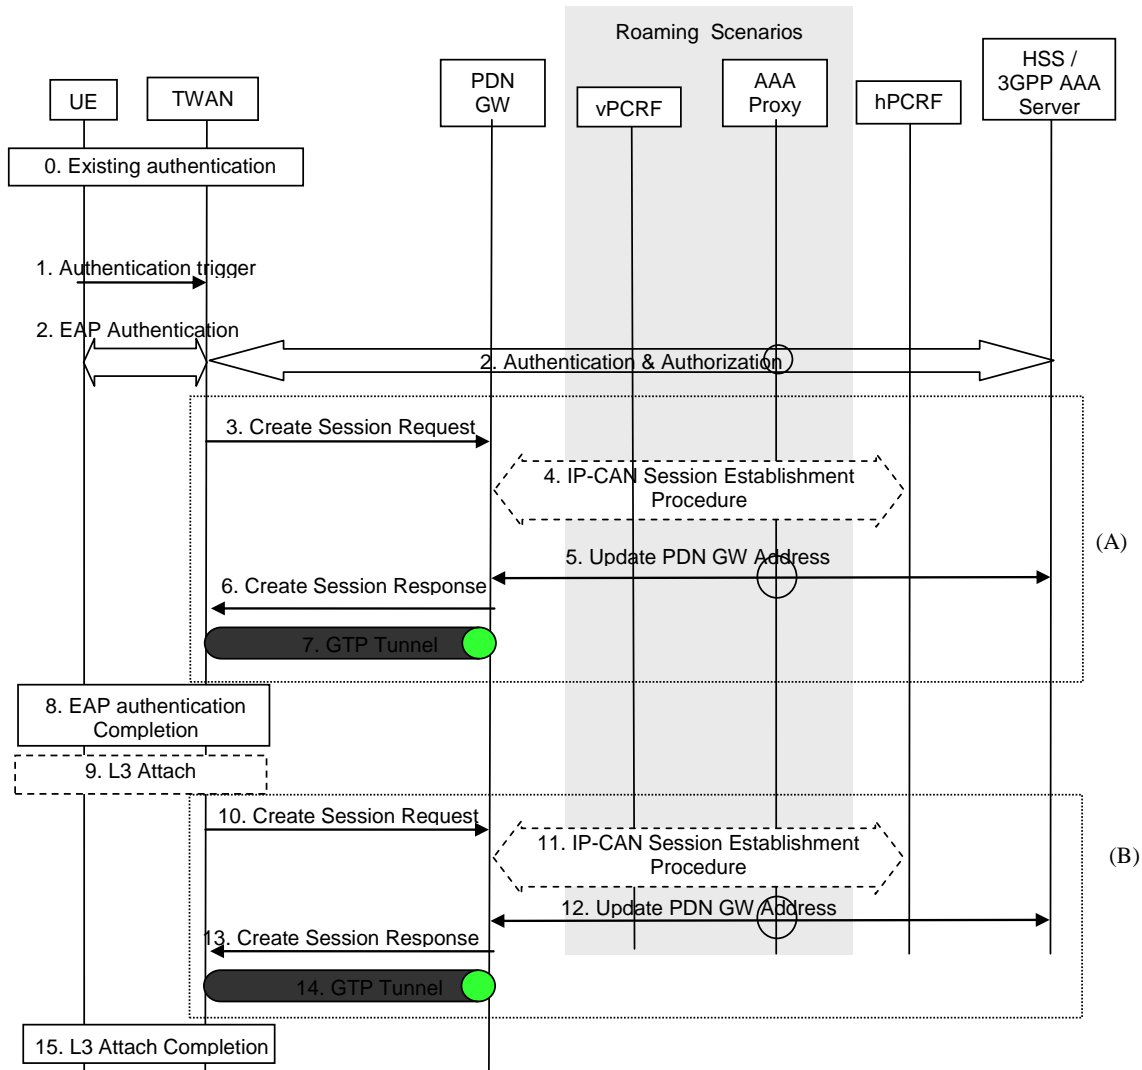 Roaming Scenarios
UE
TWAN
PDN
GW
vPCRF
AAA
Proxy
hPCRF
HSS /
3GPP AAA
Server
0. Existing authentication
1. Authentication trigger
2. EAP Authentication
2. Authentication & Authorization
3. Create Session Request
4. IP-CAN Session Establishment
Procedure
(A)
5. Update PDN GW Address
6. Create Session Response
7. GTP Tunnel
8. EAP authentication
Completion
9. L3 Attach
10. Create Session Request
11. IP-CAN Session Establishment
Procedure
(B)
12. Update PDN GW Address
13. Create Session Response
14. GTP Tunnel
15. L3 Attach Completion